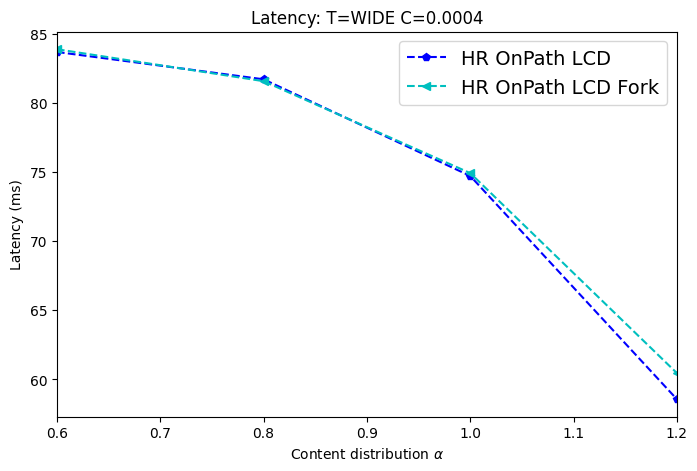 Latency: T=WIDE C=0.0004
HR OnPath LCD
HR OnPath LCD Fork
Latency (ms)
85
80
75
70
65
60
0.6 0.7 0.8 0.9 1.0 1.1 1.2
Content distribution α